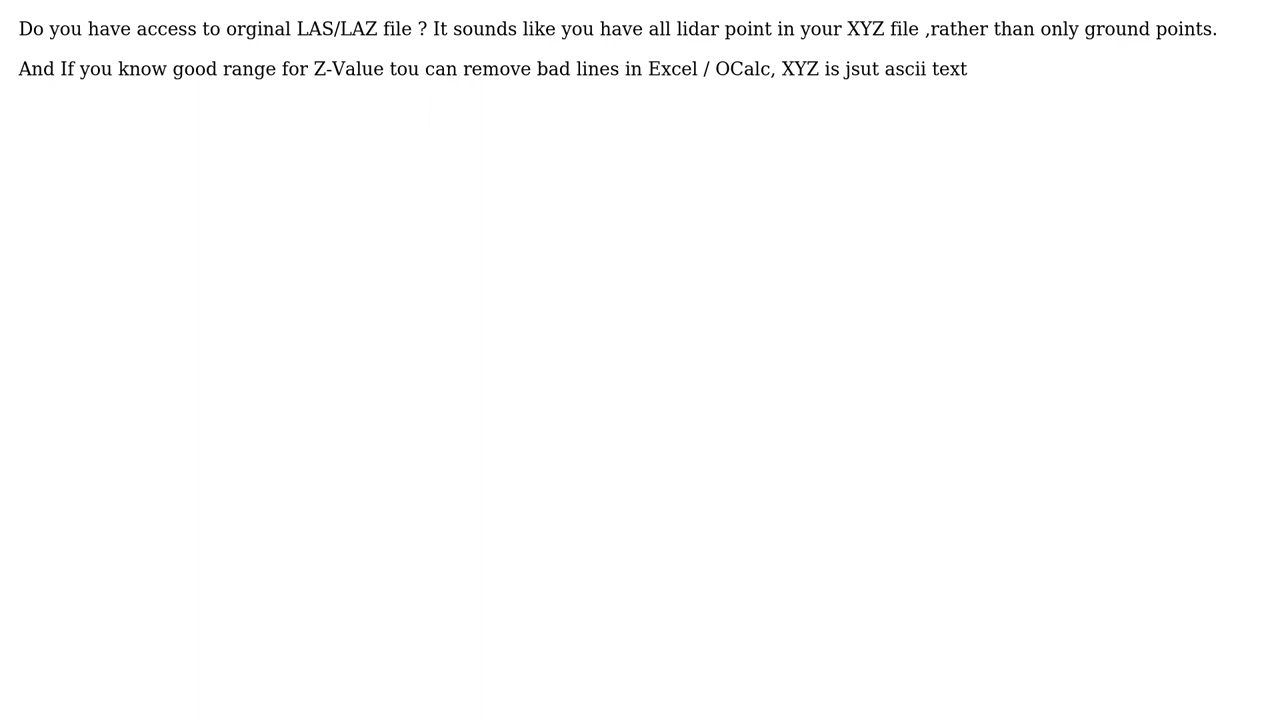 Do you have access to orginal LAS/LAZ file ? It sounds like you have all lidar point in your XYZ file ,rather than only ground points.
And If you know good range for Z-Value tou can remove bad lines in Excel / OCalc, XYZ is jsut ascii text